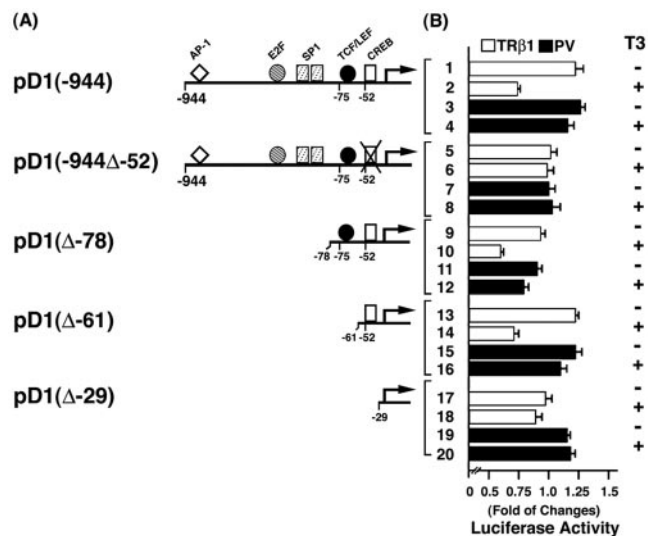 (A)
(B)
AP-1
E2F
SP1
TCF/LEF
CREB
TRβ1
PV
T3
pD1(-944)
-944
-75
-52
1
-
2
+
3
-
4
+
pD1(-944Δ-52)
-944
-75
-52
5
-
6
+
7
-
8
+
pD1(Δ-78)
-78
-75
-52
9
-
10
+
11
-
12
+
pD1(Δ-61)
-61
-52
13
-
14
+
15
-
16
+
pD1(Δ-29)
-29
17
-
18
+
19
-
20
+
0 0.5 0.75 1.0 1.25 1.5
(Fold of Changes)
Luciferase Activity